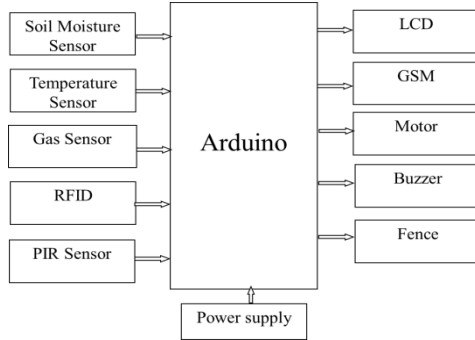 Soil Moisture
Sensor
Temperature
Sensor
Gas Sensor
RFID
PIR Sensor
Arduino
LCD
GSM
Motor
Buzzer
Fence
Power supply